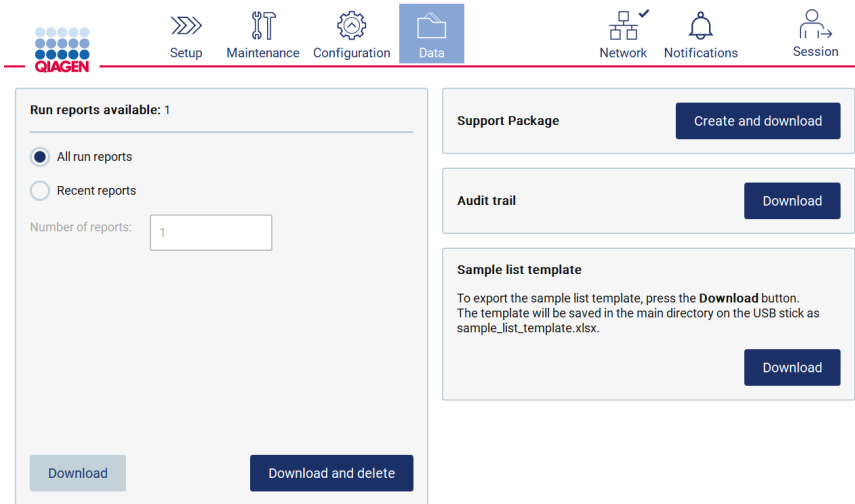 QIAGEN
Setup
Maintenance
Configuration
Data
Network
Notifications
Session
Run reports available: 1
All run reports
Recent reports
Number of reports:
1
Download
Download and delete
Support Package
Create and download
Audit trail
Download
Sample list template
To export the sample list template, press the Download button.
The template will be saved in the main directory on the USB stick as
sample_list_template.xlsx.
Download